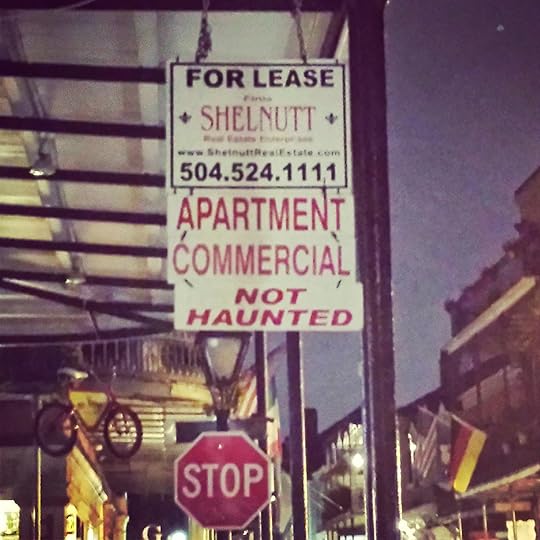 FOR LEASE
SHELNUTT
Real Estate Enterprises
www.ShelnuttRealEstate.com
504.524.1111
APARTMENT
COMMERCIAL
NOT
HAUNTED
STOP
G